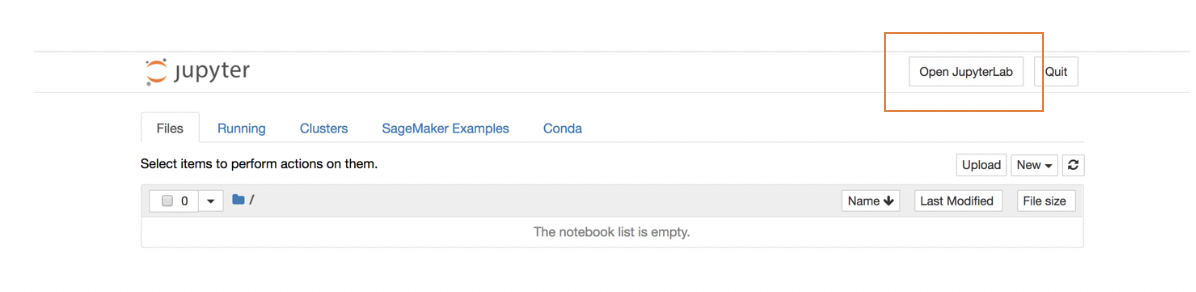 jupyter Open JupyterLab Quit
Files Running Clusters SageMaker Examples Conda
Select items to perform actions on them. Upload New
0 / Name Last Modified File size
The notebook list is empty.